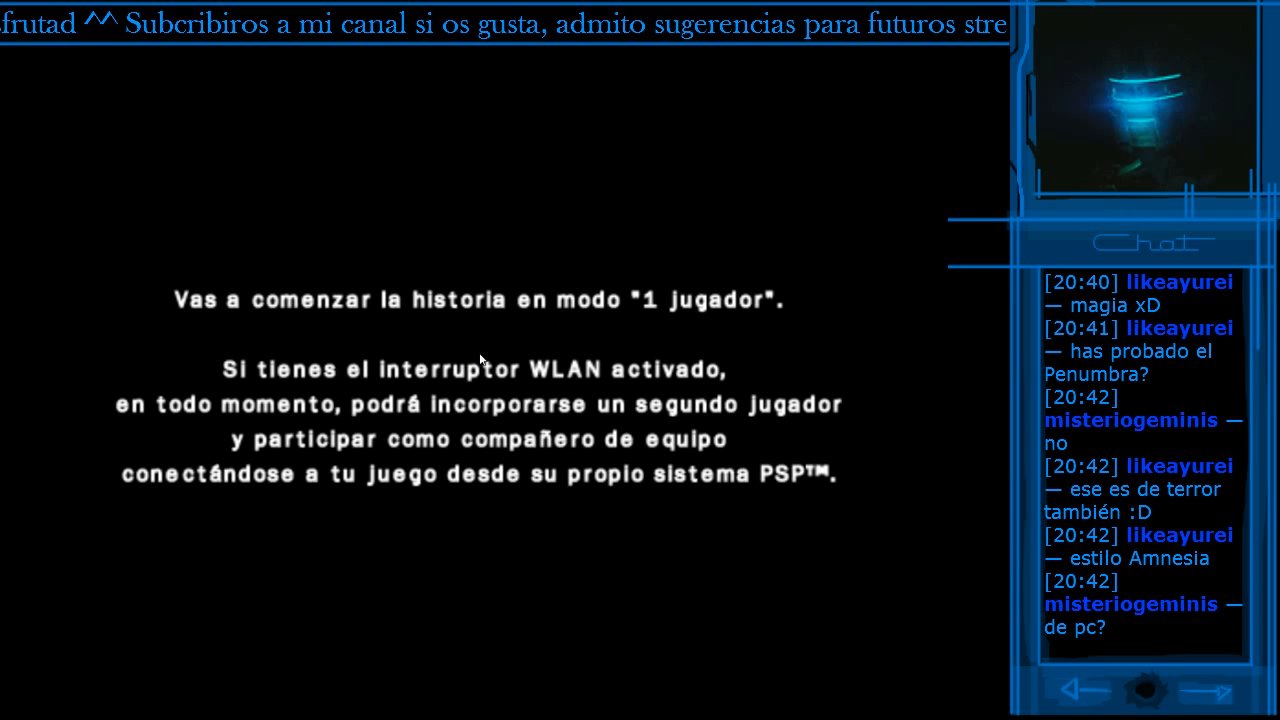 frutad ^^ Subcribiros a mi canal si os gusta, admito sugerencias para futuros stre
Vas a comenzar la historia en modo "1 jugador".
Si tienes el interruptor WLAN activado,
en todo momento, podrá incorporarse un segundo jugador
y participar como compañero de equipo
conectándose a tu juego desde su propio sistema PSP™.
Chat
[20:40] likeayurei
— magia xD
[20:41] likeayurei
— has probado el
Penumbra?
[20:42]
misteriogeminis —
no
[20:42] likeayurei
— ese es de terror
también :D
[20:42] likeayurei
— estilo Amnesia
[20:42]
misteriogeminis —
de pc?